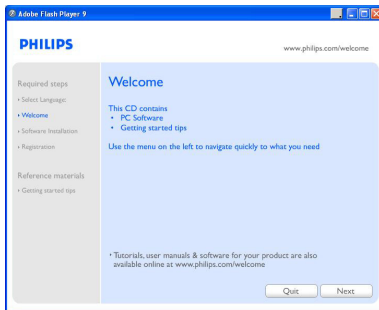 Adobe Flash Player 9
PHILIPS
www.philips.com/welcome
Required steps
› Select Language:
› Welcome
› Software Installation
› Registration
Reference materials
› Getting started tips
Welcome
This CD contains
• PC Software
• Getting started tips
Use the menu on the left to navigate quickly to what you need
* Tutorials, user manuals & software for your product are also
available online at www.philips.com/welcome
Quit
Next